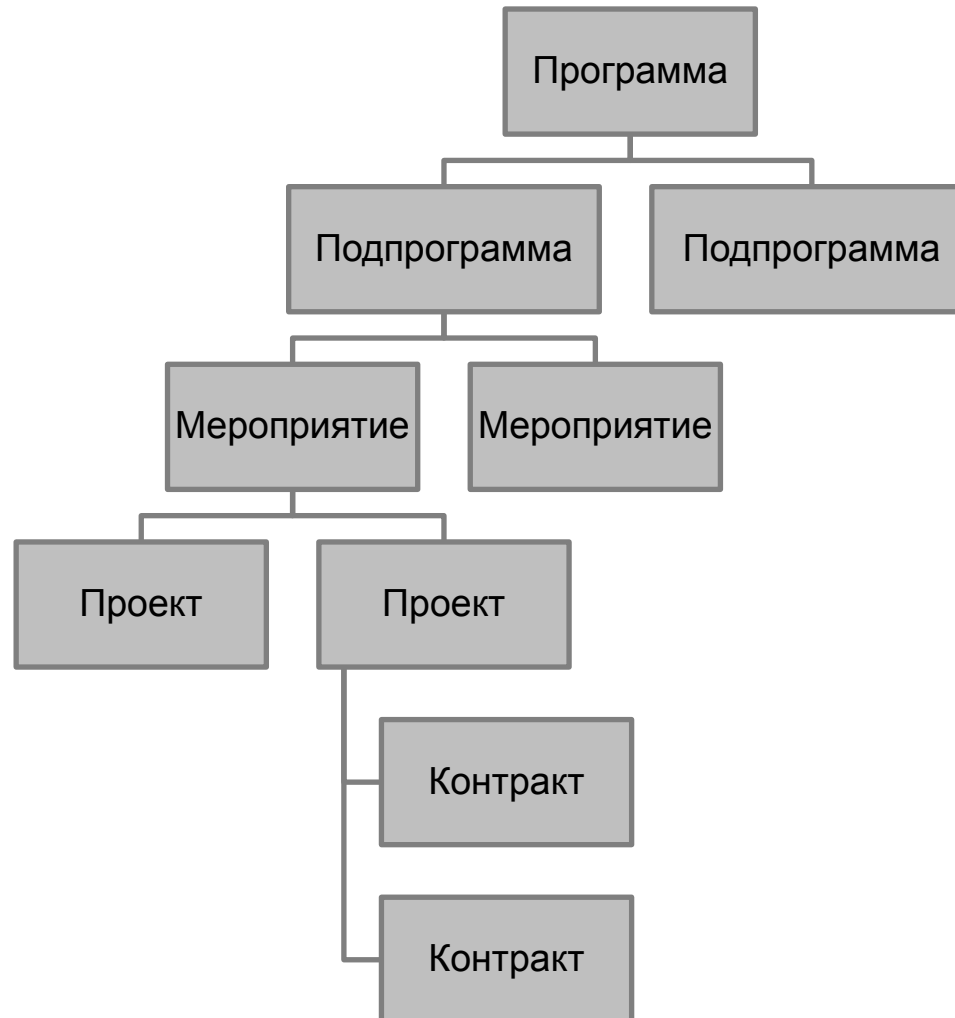 Программа
Подпрограмма
Подпрограмма
Мероприятие
Мероприятие
Проект
Проект
Контракт
Контракт